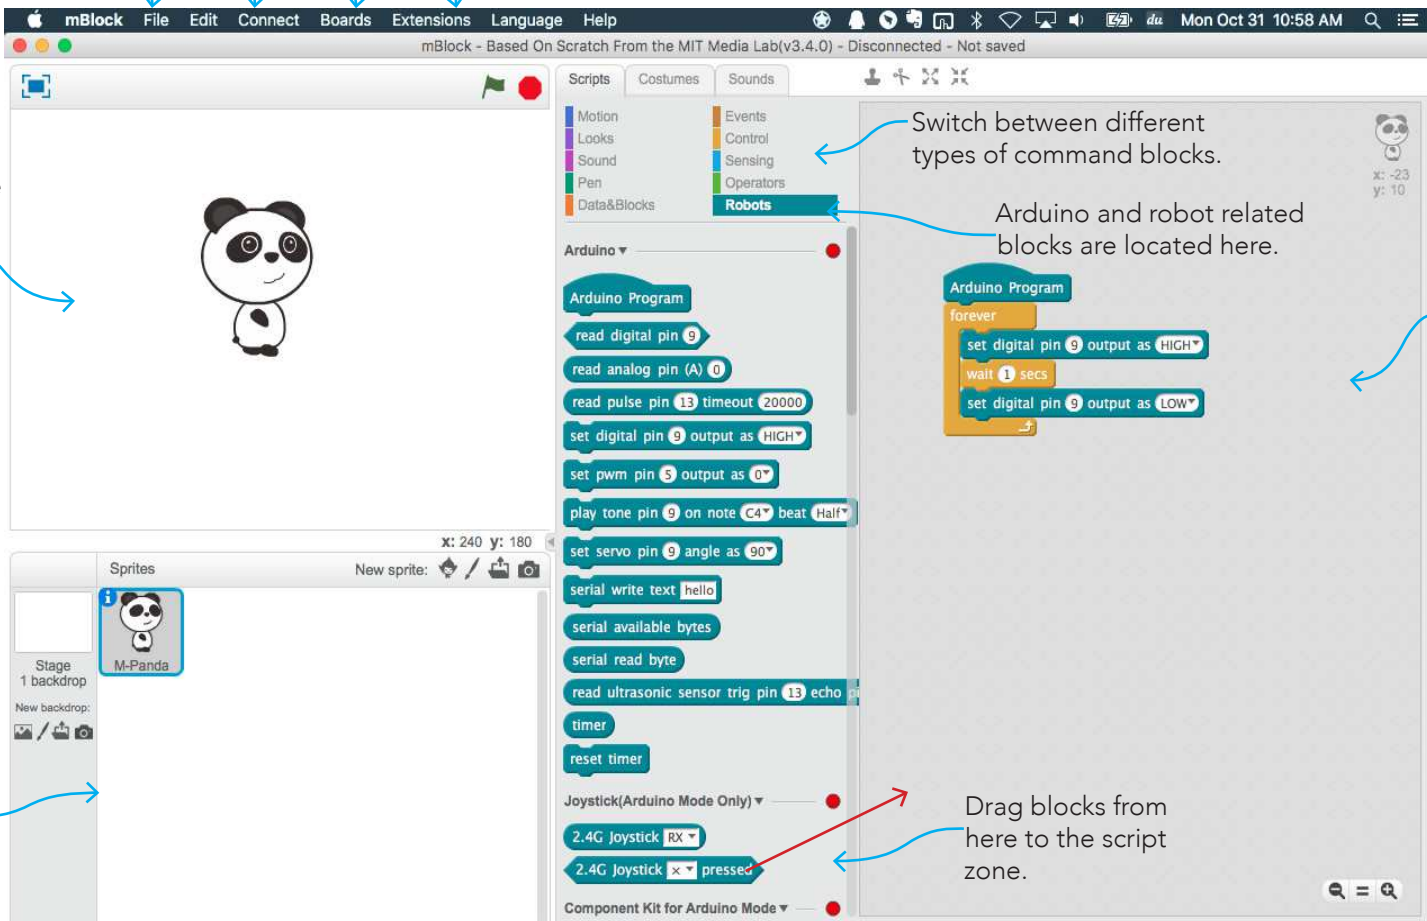 mBlock File Edit Connect Boards Extensions Language Help Mon Oct 31 10:58 AM
mBlock - Based On Scratch From the MIT Media Lab(v3.4.0) - Disconnected - Not saved
Scripts Costumes Sounds
Motion Events
Looks Control
Sound Sensing
Pen Operators
Data&Blocks Robots
Switch between different
types of command blocks.
Arduino and robot related
blocks are located here.
x: -23
y: 10
Arduino
Arduino Program
read digital pin 9
read analog pin (A) 0
read pulse pin 13 timeout 20000
set digital pin 9 output as HIGH
set pwm pin 5 output as 0
play tone pin 9 on note C4 beat Half
set servo pin 9 angle as 90
serial write text hello
serial available bytes
serial read byte
read ultrasonic sensor trig pin 13 echo
timer
reset timer
Joystick(Arduino Mode Only)
2.4G Joystick RX
2.4G Joystick × pressed
Component Kit for Arduino Mode
Arduino Program
forever
set digital pin 9 output as HIGH
wait 1 secs
set digital pin 9 output as LOW
Drag blocks from
here to the script
zone.
x: 240 y: 180
Sprites New sprite:
M-Panda
Stage
1 backdrop
New backdrop: